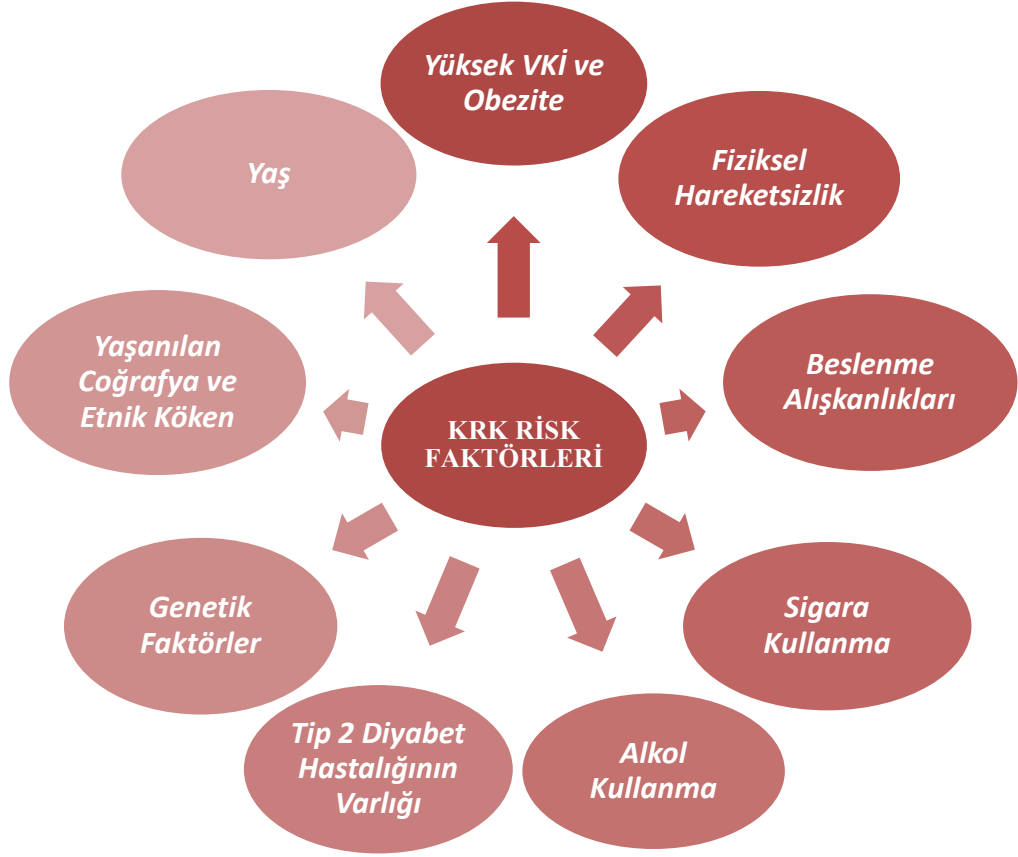 Yüksek VKİ ve
Obezite
Fiziksel
Hareketsizlik
Beslenme
Alışkanlıkları
Sigara
Kullanma
Alkol
Kullanma
Tip 2 Diyabet
Hastalığının
Varlığı
Genetik
Faktörler
Yaşanılan
Coğrafya ve
Etnik Köken
Yaş
KRK RİSK
FAKTÖRLERİ